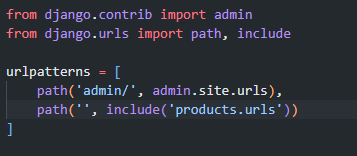 from django.contrib import admin
from django.urls import path, include

urlpatterns = [
    path('admin/', admin.site.urls),
    path('', include('products.urls'))
]